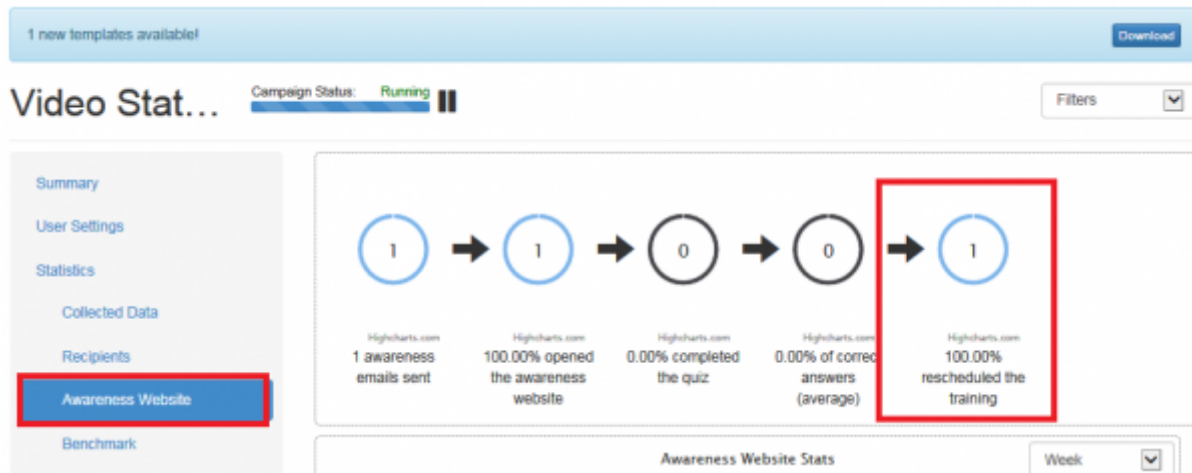 1 new templates available!
Download
Video Stat...
Campaign Status: Running
Filters
Summary
User Settings
Statistics
Collected Data
Recipients
Awareness Website
Benchmark
1
1
0
0
1
Highcharts.com
1 awareness
emails sent
Highcharts.com
100.00% opened
the awareness
website
Highcharts.com
0.00% completed
the quiz
Highcharts.com
0.00% of correc
answers
(average)
Highcharts.com
100.00%
rescheduled the
training
Awareness Website Stats
Week